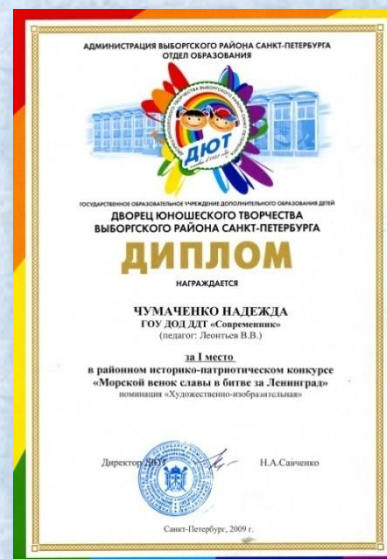 АДМИНИСТРАЦИЯ ВЫБОРГСКОГО РАЙОНА САНКТ-ПЕТЕРБУРГА
ОТДЕЛ ОБРАЗОВАНИЯ
ДЮТ
ГОСУДАРСТВЕННОЕ ОБРАЗОВАТЕЛЬНОЕ УЧРЕЖДЕНИЕ ДОПОЛНИТЕЛЬНОГО ОБРАЗОВАНИЯ ДЕТЕЙ
ДВОРЕЦ ЮНОШЕСКОГО ТВОРЧЕСТВА
ВЫБОРГСКОГО РАЙОНА САНКТ-ПЕТЕРБУРГА
ДИПЛОМ
НАГРАЖДАЕТСЯ
ЧУМАЧЕНКО НАДЕЖДА
ГОУ ДОД ДДТ «Современник»
(педагог: Леонтьев В.В.)
за I место
в районном историко-патриотическом конкурсе
«Морской венок славы в битве за Ленинград»
номинация «Художественно-изобразительная»
Директор ДЮТ Н.А.Савченко
Санкт-Петербург, 2009 г.